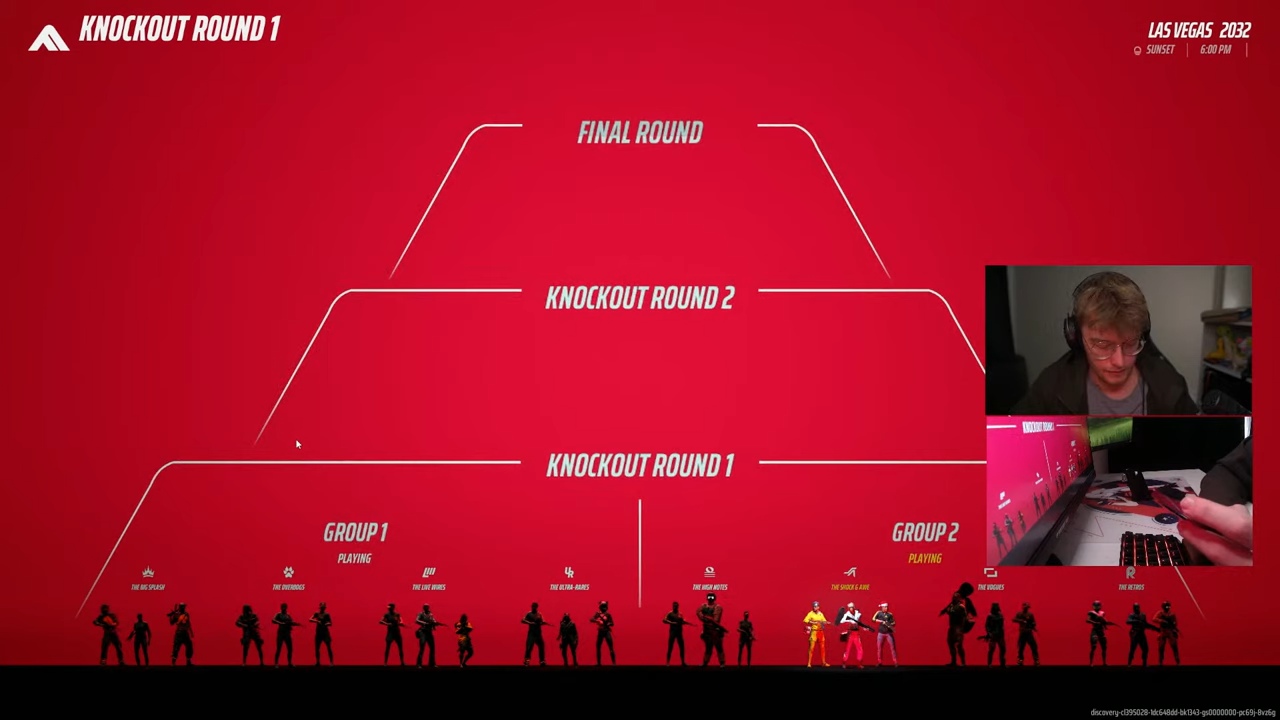 KNOCKOUT ROUND 1
LAS VEGAS 2032
SUNSET
6:00 PM
FINAL ROUND
KNOCKOUT ROUND 2
KNOCKOUT ROUND 1
GROUP 1
PLAYING
GROUP 2
PLAYING
THE BIG SPLASH
THE OVERDOGS
THE LIVE WIRES
THE ULTRA-RARES
THE HIGH NOTES
THE SHOCK & AWE
THE VOGUES
THE RETROS